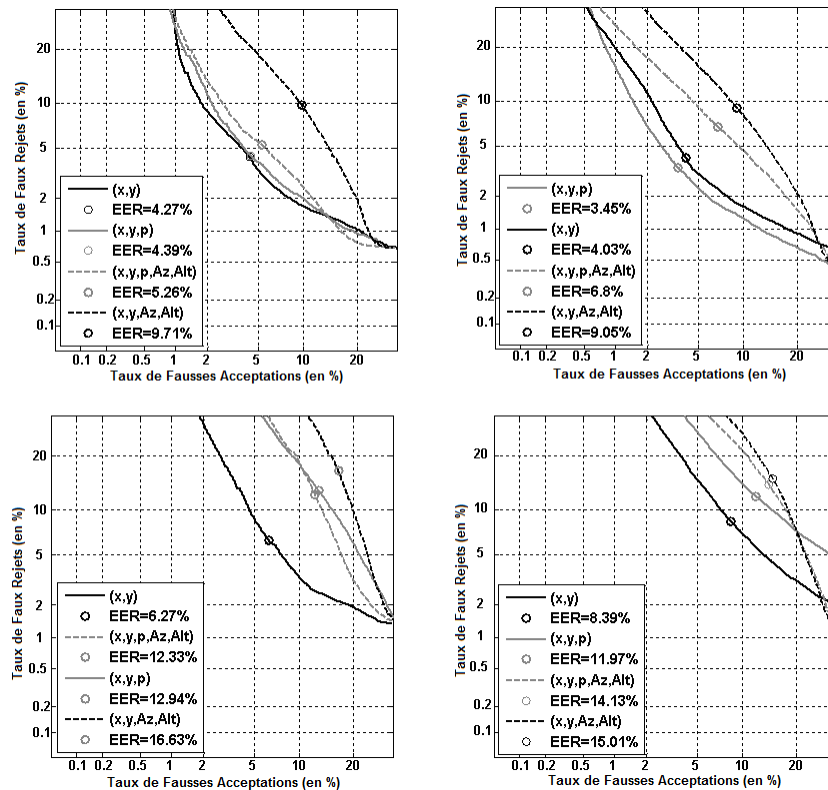 Taux de Faux Rejets (en %)
20
10
5
2
1
0.5
0.2
0.1
(x,y)
EER=4.27%
(x,y,p)
EER=4.39%
(x,y,p,Az,Alt)
EER=5.26%
(x,y,Az,Alt)
EER=9.71%
0.1 0.2 0.5 1 2 5 10 20
Taux de Fausses Acceptations (en %)
Taux de Faux Rejets (en %)
20
10
5
2
1
0.5
0.2
0.1
(x,y,p)
EER=3.45%
(x,y)
EER=4.03%
(x,y,p,Az,Alt)
EER=6.8%
(x,y,Az,Alt)
EER=9.05%
0.1 0.2 0.5 1 2 5 10 20
Taux de Fausses Acceptations (en %)
Taux de Faux Rejets (en %)
20
10
5
2
1
0.5
0.2
0.1
(x,y)
EER=6.27%
(x,y,p,Az,Alt)
EER=12.33%
(x,y,p)
EER=12.94%
(x,y,Az,Alt)
EER=16.63%
0.1 0.2 0.5 1 2 5 10 20
Taux de Fausses Acceptations (en %)
Taux de Faux Rejets (en %)
20
10
5
2
1
0.5
0.2
0.1
(x,y)
EER=8.39%
(x,y,p)
EER=11.97%
(x,y,p,Az,Alt)
EER=14.13%
(x,y,Az,Alt)
EER=15.01%
0.1 0.2 0.5 1 2 5 10 20
Taux de Fausses Acceptations (en %)